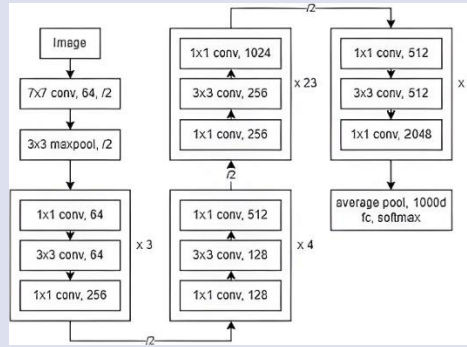 Image
7x7 conv, 64, /2
3x3 maxpool, /2
1x1 conv, 64
3x3 conv, 64
1x1 conv, 256
x 3
/2
1x1 conv, 128
3x3 conv, 128
1x1 conv, 512
x 4
/2
1x1 conv, 256
3x3 conv, 256
1x1 conv, 1024
x 23
/2
1x1 conv, 512
3x3 conv, 512
1x1 conv, 2048
x
average pool, 1000d
fc, softmax